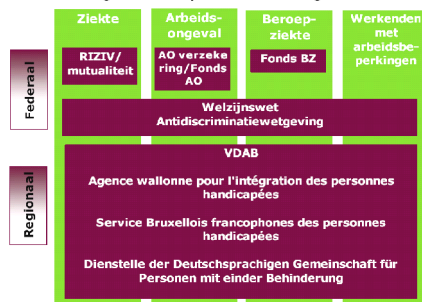 Ziekte
Arbeids-
ongeval
Beroep-
ziekte
Werkenden
met
arbeidsbe-
perkingen
Federaal
RIZIV/
mutualiteit
AO verzeke
ring/Fonds
AO
Fonds BZ
Welzijnswet
Antidiscriminatiewetgeving
Regionaal
VDAB
Agence wallonne pour l'intégration des personnes
handicapées
Service Bruxellois francophones des personnes
handicapées
Dienstelle der Deutschsprachigen Gemeinschaft für
Personen mit einder Behinderung